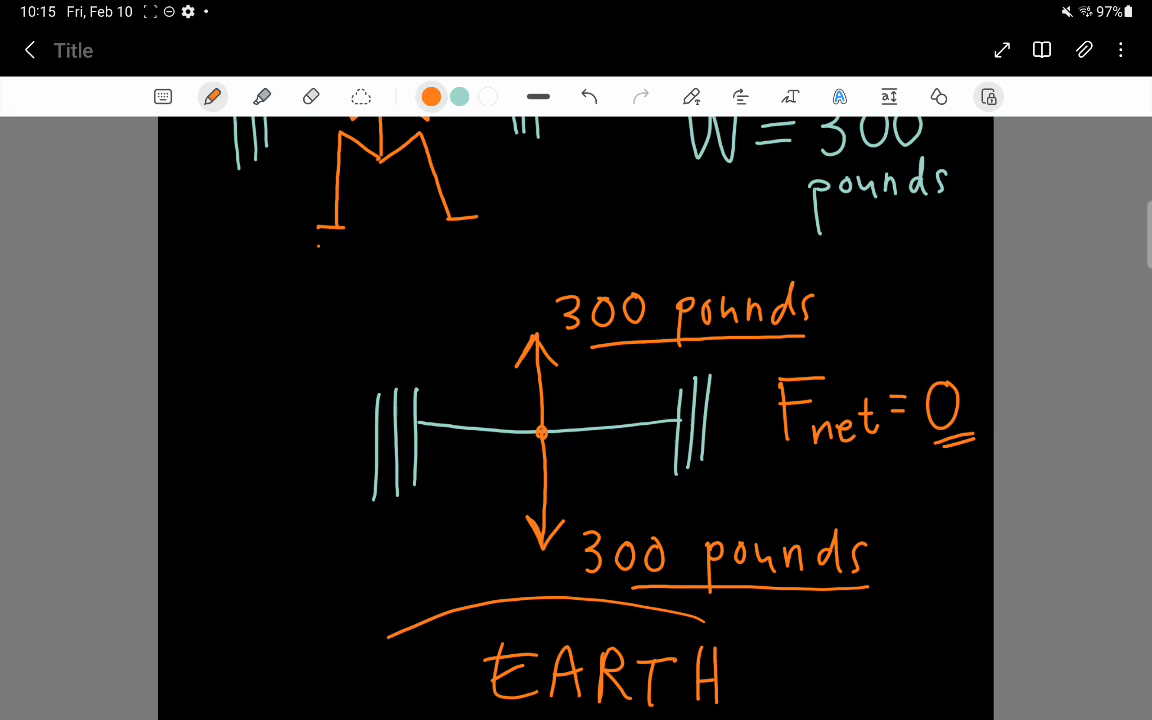 10:15 Fri, Feb 10
97%
Title
W = 300
pounds
300 pounds
Fnet = 0
300 pounds
EARTH